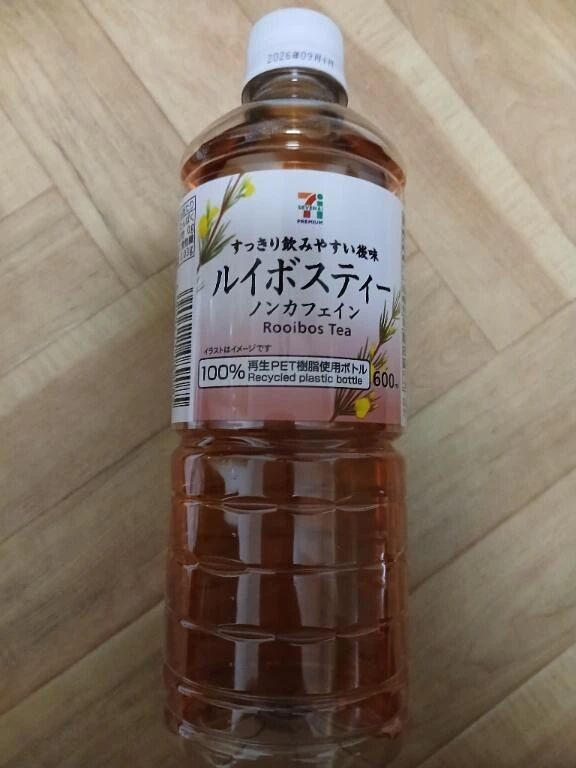 2026年09月
SEVEN&i
PREMIUM
すっきり飲みやすい後味
ルイボスティー
ノンカフェイン
Rooibos Tea
イラストはイメージです
100% 再生PET樹脂使用ボトル
Recycled plastic bottle
600